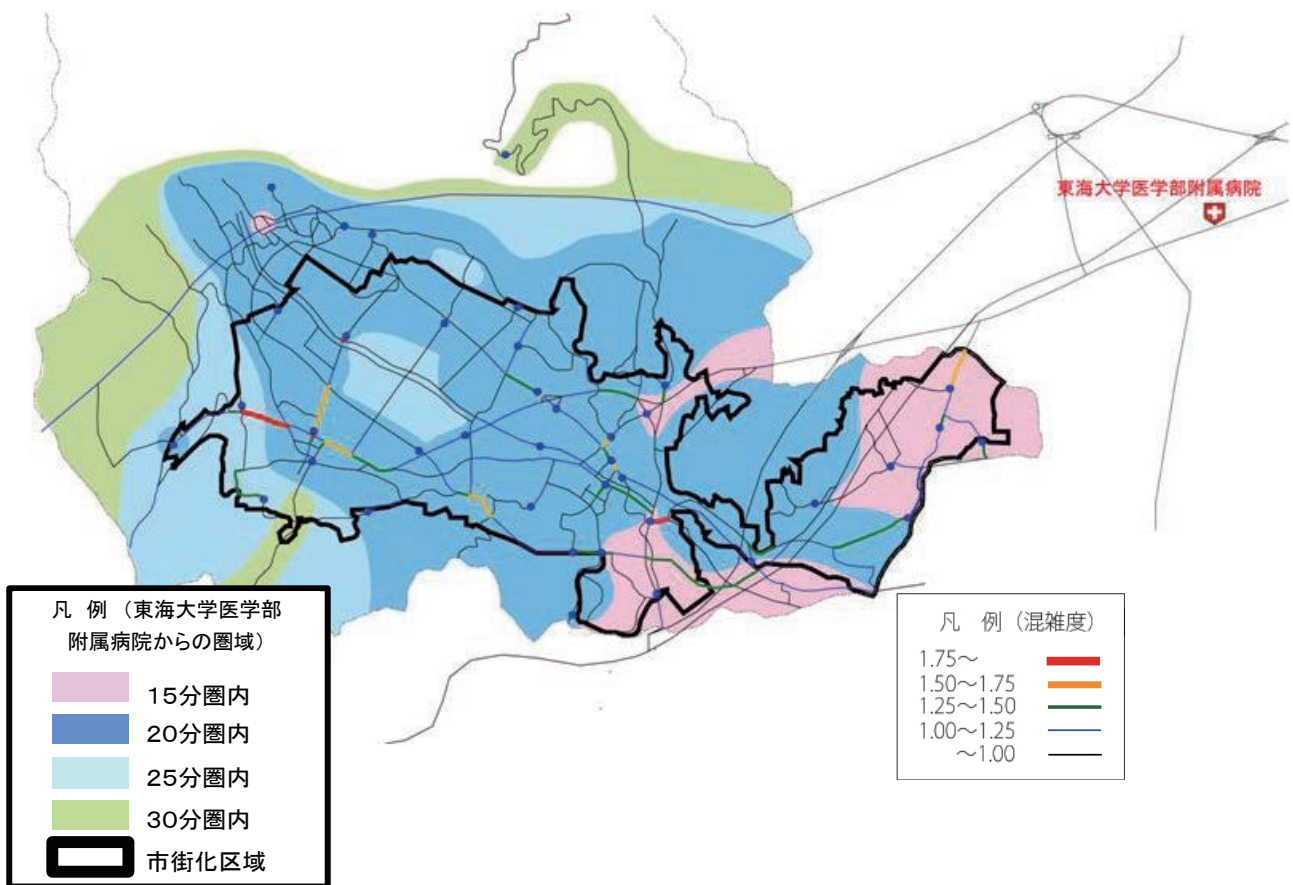 東海大学医学部附属病院
凡 例（東海大学医学部
附属病院からの圏域）
15分圏内
20分圏内
25分圏内
30分圏内
市街化区域
凡 例（混雑度）
1.75～
1.50～1.75
1.25～1.50
1.00～1.25
～1.00